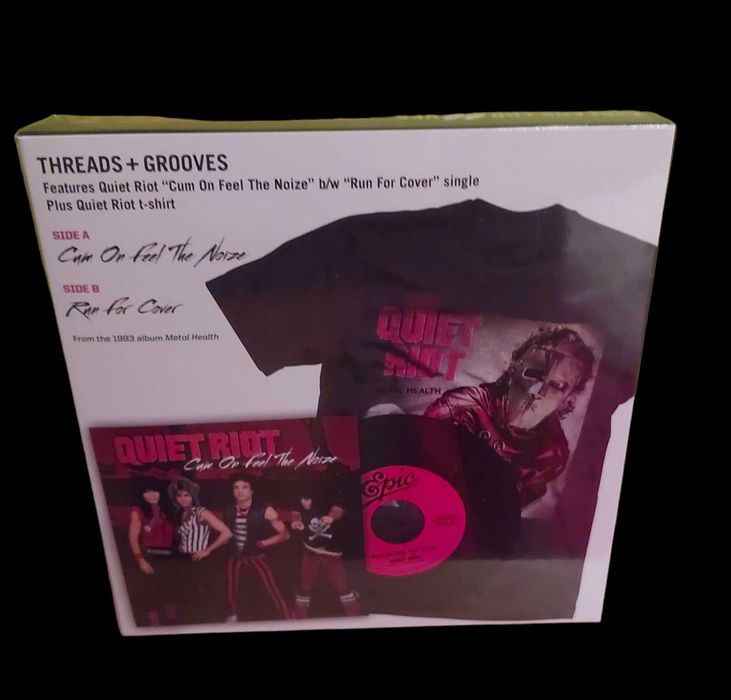 THREADS + GROOVES
Features Quiet Riot "Cum On Feel The Noize" b/w "Run For Cover" single
Plus Quiet Riot t-shirt
SIDE A
Cum On Feel The Noize
SIDE B
Run For Cover
From the 1983 album Metal Health
QUIET
RIOT
METAL HEALTH
QUIET RIOT
Cum On Feel The Noize
Epic
QUIET RIOT